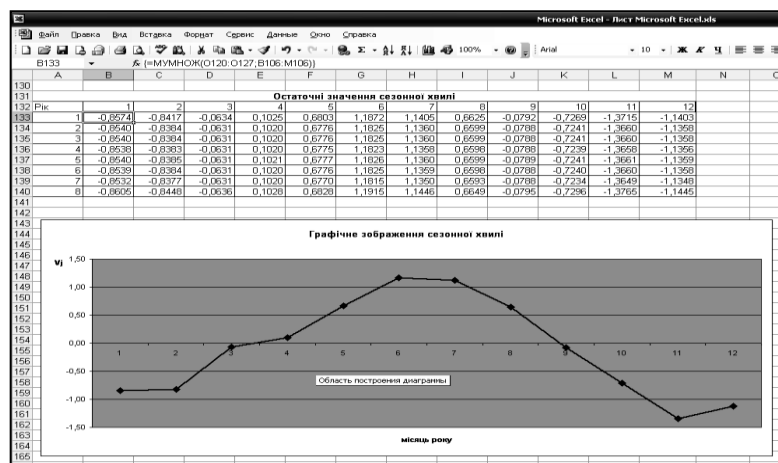 Microsoft Excel - Лист Microsoft Excel.xls
Файл Правка Вид Вставка Формат Сервис Данные Окно Справка
100% Arial 10 Ж К Ч
B133 fx {=МУМНОЖ(O120:O127;B106:M106)}
A B C D E F G H I J K L M N O
130
131 Остаточні значення сезонної хвилі
132 Рік 1 2 3 4 5 6 7 8 9 10 11 12
133 1 -0,8574 -0,8417 -0,0634 0,1025 0,6803 1,1872 1,1405 0,6625 -0,0792 -0,7269 -1,3715 -1,1403
134 2 -0,8540 -0,8384 -0,0631 0,1020 0,6776 1,1825 1,1360 0,6599 -0,0788 -0,7241 -1,3660 -1,1358
135 3 -0,8540 -0,8384 -0,0631 0,1020 0,6776 1,1825 1,1360 0,6599 -0,0788 -0,7241 -1,3660 -1,1358
136 4 -0,8538 -0,8383 -0,0631 0,1020 0,6775 1,1823 1,1358 0,6598 -0,0788 -0,7239 -1,3658 -1,1356
137 5 -0,8540 -0,8385 -0,0631 0,1021 0,6777 1,1826 1,1360 0,6599 -0,0789 -0,7241 -1,3661 -1,1359
138 6 -0,8539 -0,8384 -0,0631 0,1020 0,6776 1,1825 1,1360 0,6599 -0,0788 -0,7240 -1,3660 -1,1358
139 7 -0,8532 -0,8377 -0,0631 0,1020 0,6770 1,1815 1,1350 0,6593 -0,0788 -0,7234 -1,3649 -1,1348
140 8 -0,8605 -0,8448 -0,0636 0,1028 0,6828 1,1915 1,1446 0,6649 -0,0795 -0,7296 -1,3765 -1,1445
141
142
143
144 Графічне зображення сезонної хвилі
145
146
147 Vj 1,50
148
149 1,00
150
151 0,50
152
153
154 0,00
155 1 2 3 4 5 6 7 8 9 10 11 12
156
157 -0,50
158 Область построения диаграммы
159
160 -1,00
161
162 -1,50
163 місяць року
164
165